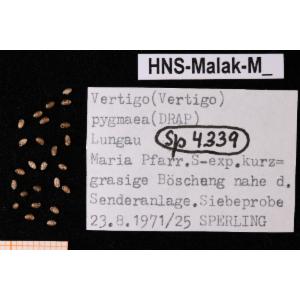 HNS-Malak-M_
Vertigo(Vertigo)
pygmaea(DRAP)
Lungau Sp 4339
Maria Pfarr.S-exp.kurz=
grasige Böscheng nahe d.
Senderanlage.Siebeprobe
23.8.1971/25 SPERLING